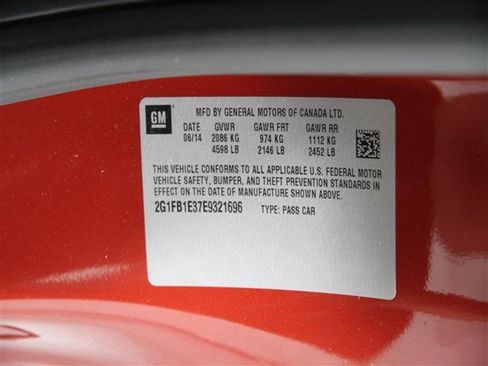 GM
MFD BY GENERAL MOTORS OF CANADA LTD.
DATE GVWR GAWR FRT GAWR RR
06/14 2086 KG 974 KG 1112 KG
4598 LB 2146 LB 2452 LB
THIS VEHICLE CONFORMS TO ALL APPLICABLE U.S. FEDERAL MOTOR
VEHICLE SAFETY, BUMPER, AND THEFT PREVENTION STANDARDS IN
EFFECT ON THE DATE OF MANUFACTURE SHOWN ABOVE.
2G1FB1E37E9321696 TYPE: PASS CAR